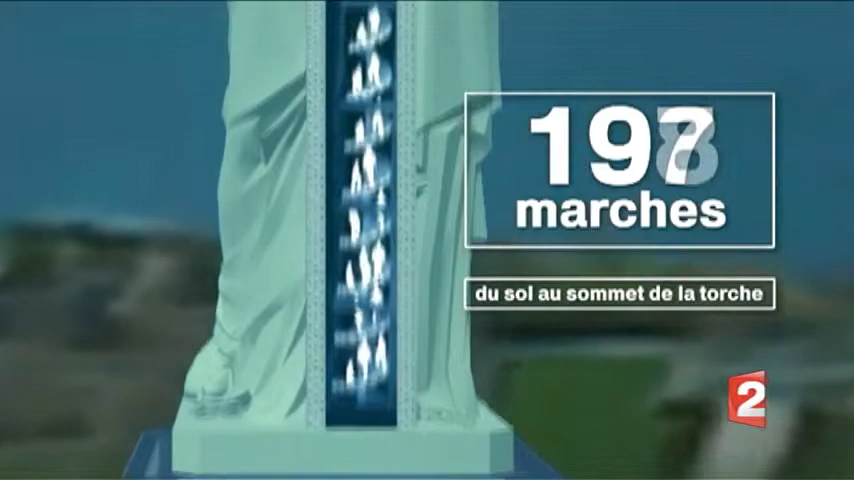 197
marches
du sol au sommet de la torche
2